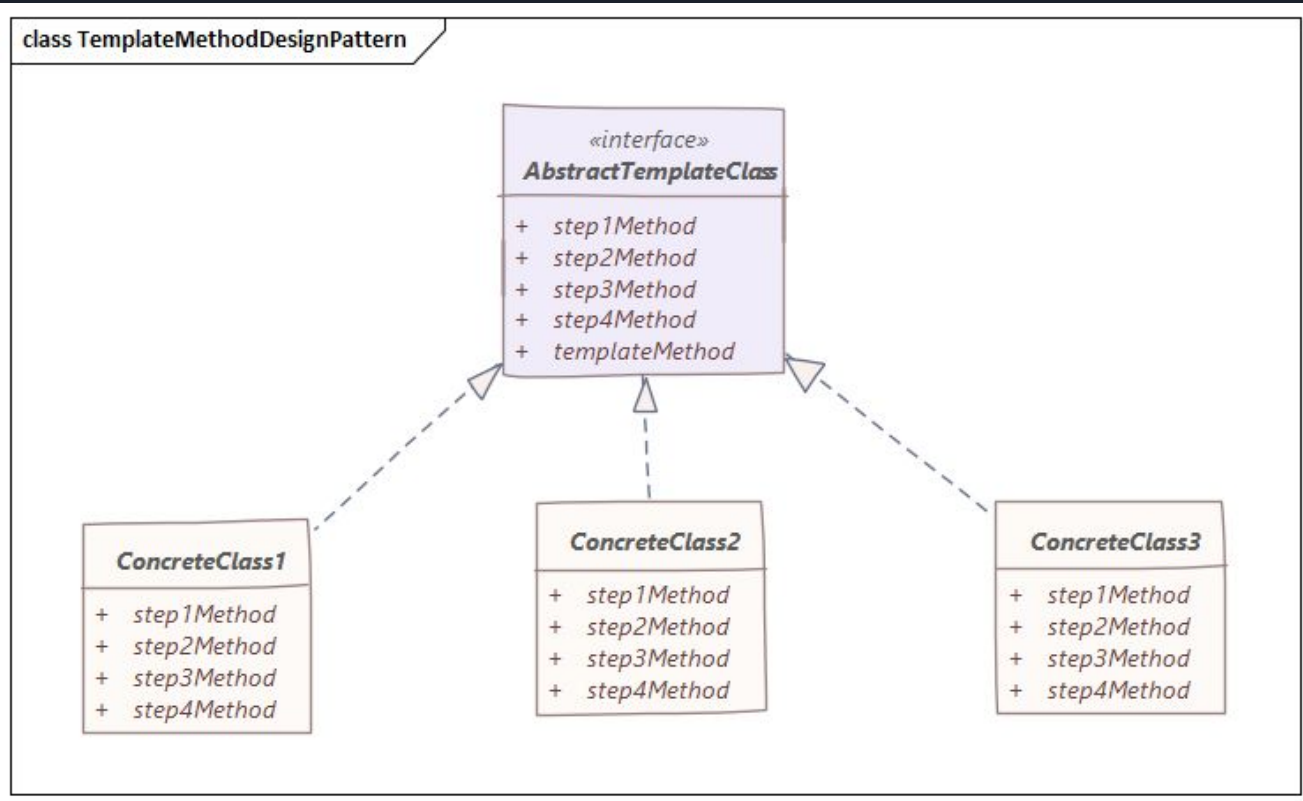 class TemplateMethodDesignPattern
«interface»
AbstractTemplateClass
+ step1Method
+ step2Method
+ step3Method
+ step4Method
+ templateMethod
ConcreteClass1
+ step1Method
+ step2Method
+ step3Method
+ step4Method
ConcreteClass2
+ step1Method
+ step2Method
+ step3Method
+ step4Method
ConcreteClass3
+ step1Method
+ step2Method
+ step3Method
+ step4Method